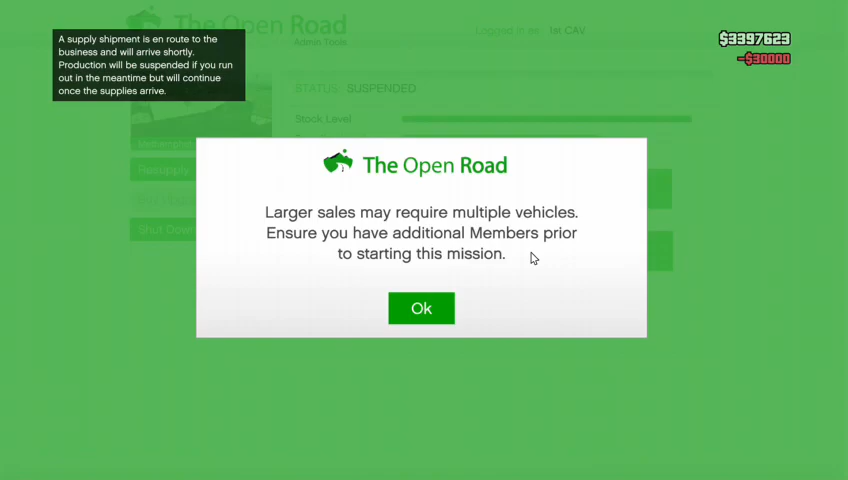 The Open Road
Admin Tools
Logged in as 1sr CAV
$3397623
-$30000
A supply shipment is en route to the
business and will arrive shortly.
Production will be suspended if you run
out in the meantime but will continue
once the supplies arrive.
STATUS: SUSPENDED
Stock Level
Resupply
Shut Down
The Open Road
Larger sales may require multiple vehicles.
Ensure you have additional Members prior
to starting this mission.
Ok